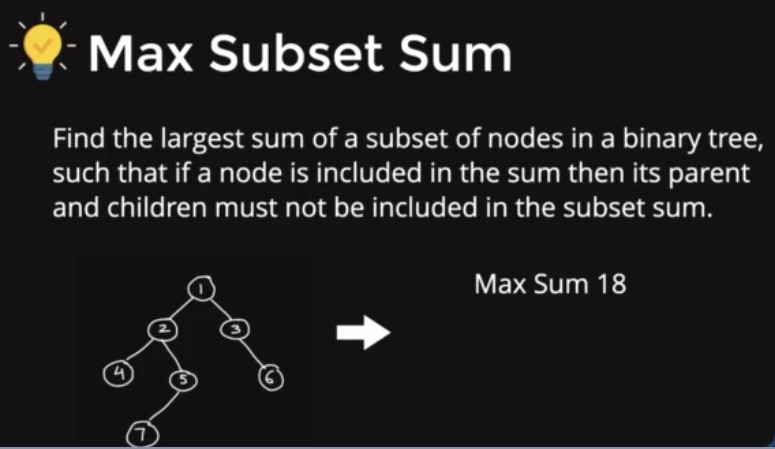 Max Subset Sum
Find the largest sum of a subset of nodes in a binary tree,
such that if a node is included in the sum then its parent
and children must not be included in the subset sum.
Max Sum 18
1
2
3
4
5
6
7